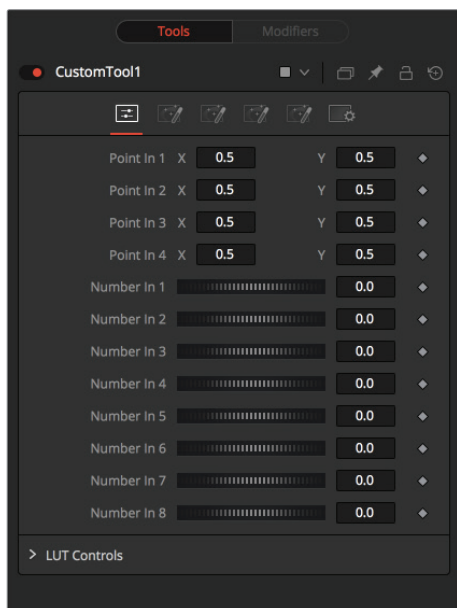 Tools Modifiers
CustomTool1
Point In 1 X 0.5 Y 0.5
Point In 2 X 0.5 Y 0.5
Point In 3 X 0.5 Y 0.5
Point In 4 X 0.5 Y 0.5
Number In 1 0.0
Number In 2 0.0
Number In 3 0.0
Number In 4 0.0
Number In 5 0.0
Number In 6 0.0
Number In 7 0.0
Number In 8 0.0
LUT Controls